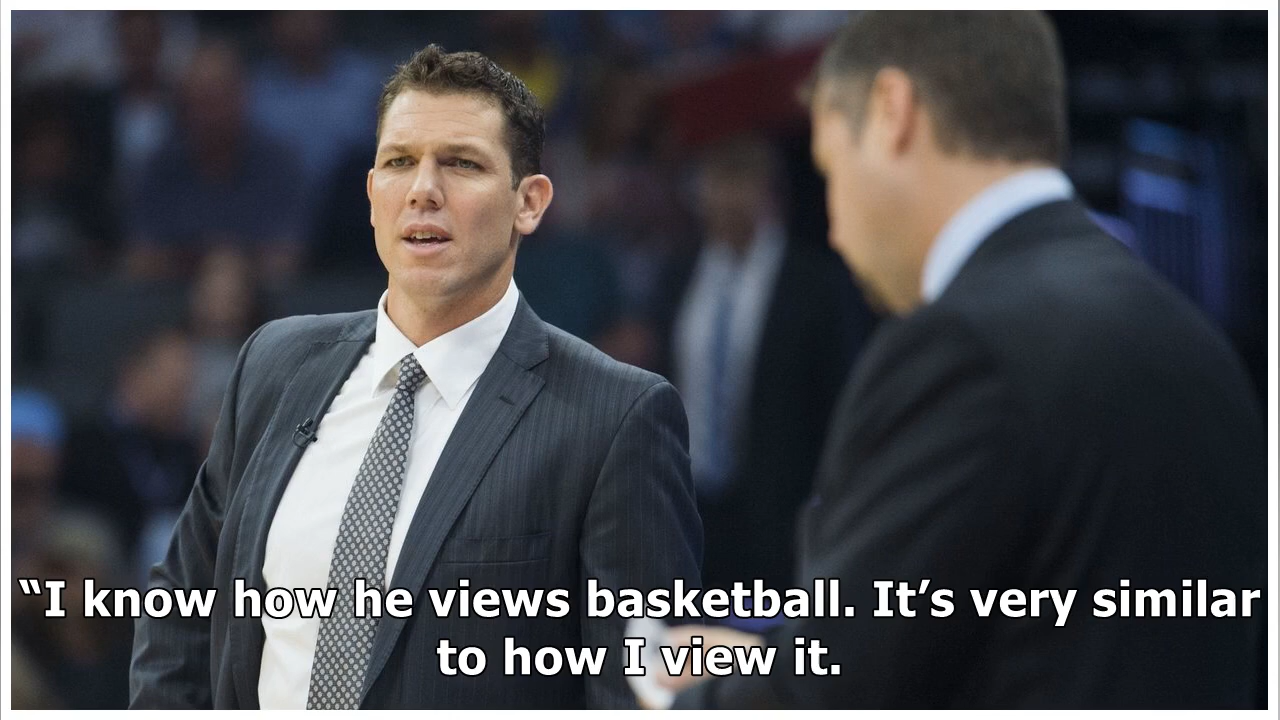 “I know how he views basketball. It’s very similar
to how I view it.